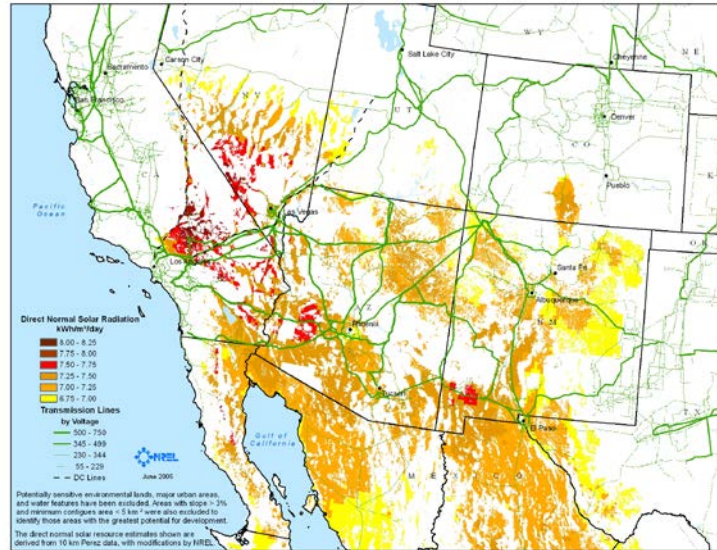 W Y
N E
Salt Lake City
Cheyenne
Carson City
Sacramento
San Francisco
N V
U T
Denver
C O
Pueblo
K
C A
Pacific
Ocean
Las Vegas
O K
Los Angeles
Santa Fe
Albuquerque
N M
Z
Phoenix
Tucson
El Paso
T X
Gulf of
California
M E X I C O
Direct Normal Solar Radiation
kWh/m²/day
8.00 - 8.25
7.75 - 8.00
7.50 - 7.75
7.25 - 7.50
7.00 - 7.25
6.75 - 7.00
Transmission Lines
by Voltage
500 - 750
345 - 499
230 - 344
55 - 229
DC Lines
NREL
June 2005
Potentially sensitive environmental lands, major urban areas,
and water features have been excluded. Areas with slope > 3%
and minimum contigues area < 5 km² were also excluded to
identify those areas with the greatest potential for development.
The direct normal solar resource estimates shown are
derived from 10 km Perez data, with modifications by NREL.